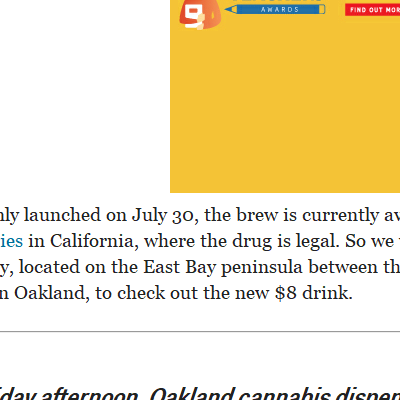 AWARDS
FIND OUT MOR
nly launched on July 30, the brew is currently av
ies in California, where the drug is legal. So we
y, located on the East Bay peninsula between th
n Oakland, to check out the new $8 drink.
day afternoon, Oakland cannabis dispen